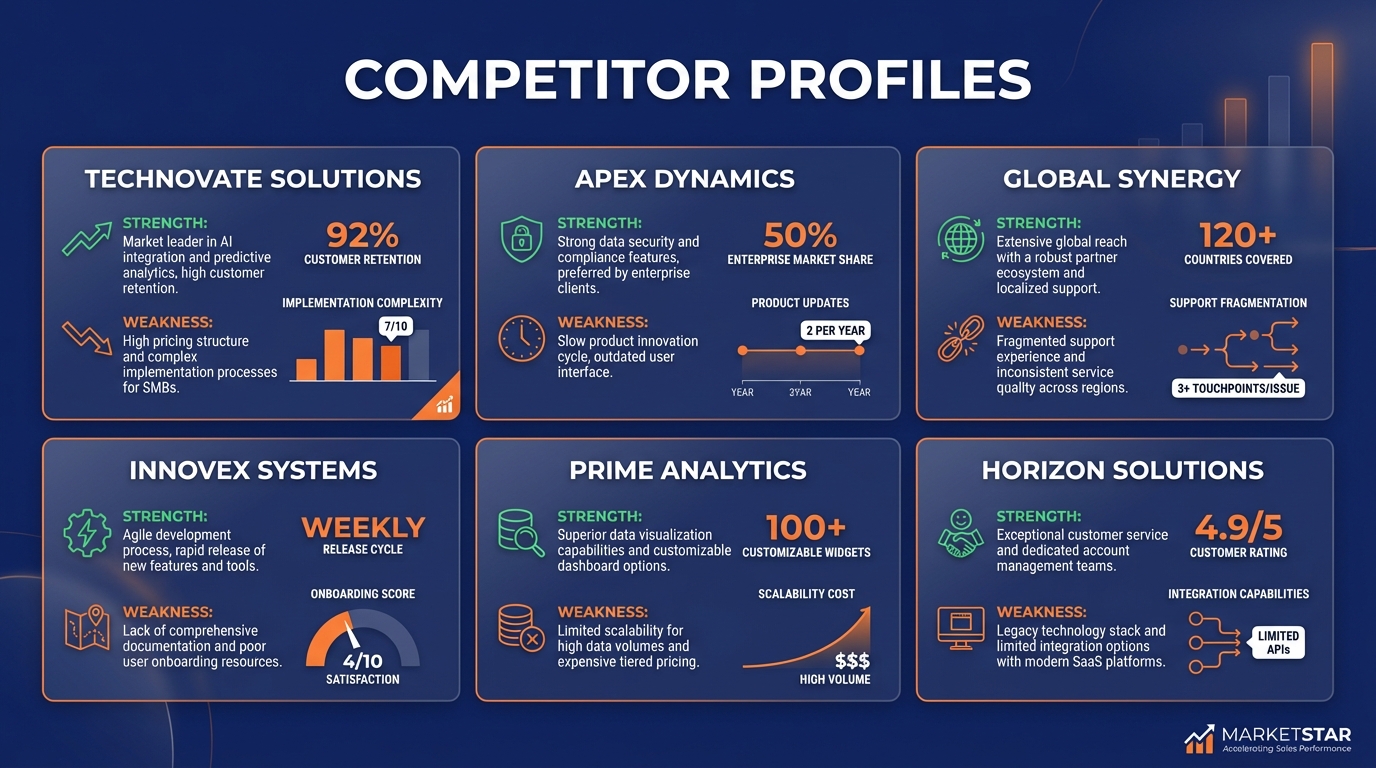 COMPETITOR PROFILES
TECHNOVATE SOLUTIONS
STRENGTH:
Market leader in AI
integration and predictive
analytics, high customer
retention.
92%
CUSTOMER RETENTION
WEAKNESS:
High pricing structure
and complex
implementation processes
for SMBs.
IMPLEMENTATION COMPLEXITY
7/10
APEX DYNAMICS
STRENGTH:
Strong data security and
compliance features,
preferred by enterprise
clients.
50%
ENTERPRISE MARKET SHARE
WEAKNESS:
Slow product innovation
cycle, outdated user
interface.
PRODUCT UPDATES
2 PER YEAR
YEAR
2YAR
YEAR
GLOBAL SYNERGY
STRENGTH:
Extensive global reach
with a robust partner
ecosystem and
localized support.
120+
COUNTRIES COVERED
WEAKNESS:
Fragmented support
experience and
inconsistent service
quality across regions.
SUPPORT FRAGMENTATION
3+ TOUCHPOINTS/ISSUE
INNOVEX SYSTEMS
STRENGTH:
Agile development
process, rapid release of
new features and tools.
WEEKLY
RELEASE CYCLE
WEAKNESS:
Lack of comprehensive
documentation and poor
user onboarding resources.
ONBOARDING SCORE
4/10
SATISFACTION
PRIME ANALYTICS
STRENGTH:
Superior data visualization
capabilities and customizable
dashboard options.
100+
CUSTOMIZABLE WIDGETS
WEAKNESS:
Limited scalability for
high data volumes and
expensive tiered pricing.
SCALABILITY COST
$$$
HIGH VOLUME
HORIZON SOLUTIONS
STRENGTH:
Exceptional customer service
and dedicated account
management teams.
4.9/5
CUSTOMER RATING
WEAKNESS:
Legacy technology stack and
limited integration options
with modern SaaS platforms.
INTEGRATION CAPABILITIES
LIMITED
APIs
MARKETSTAR
Accelerating Sales Performance